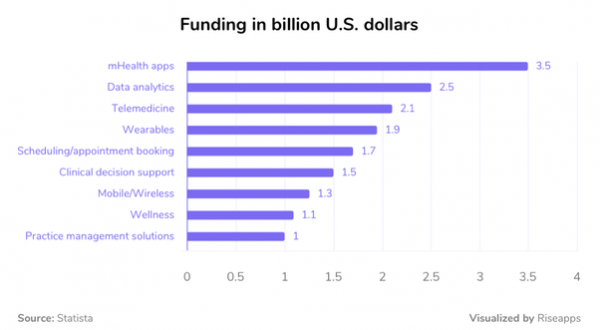 Funding in billion U.S. dollars
mHealth apps 3.5
Data analytics 2.5
Telemedicine 2.1
Wearables 1.9
Scheduling/appointment booking 1.7
Clinical decision support 1.5
Mobile/Wireless 1.3
Wellness 1.1
Practice management solutions 1
0 0.5 1 1.5 2 2.5 3 3.5 4
Source: Statista Visualized by Riseapps